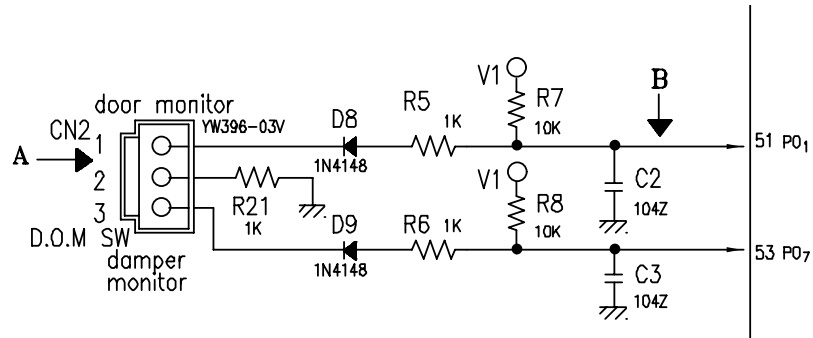 door monitor
CN2
YW396-03V
A
1
2
3
D.O.M SW
damper
monitor
R21
1K
D8
1N4148
R5
1K
V1
R7
10K
B
C2
104Z
51 P01
D9
1N4148
R6
1K
V1
R8
10K
C3
104Z
53 P07